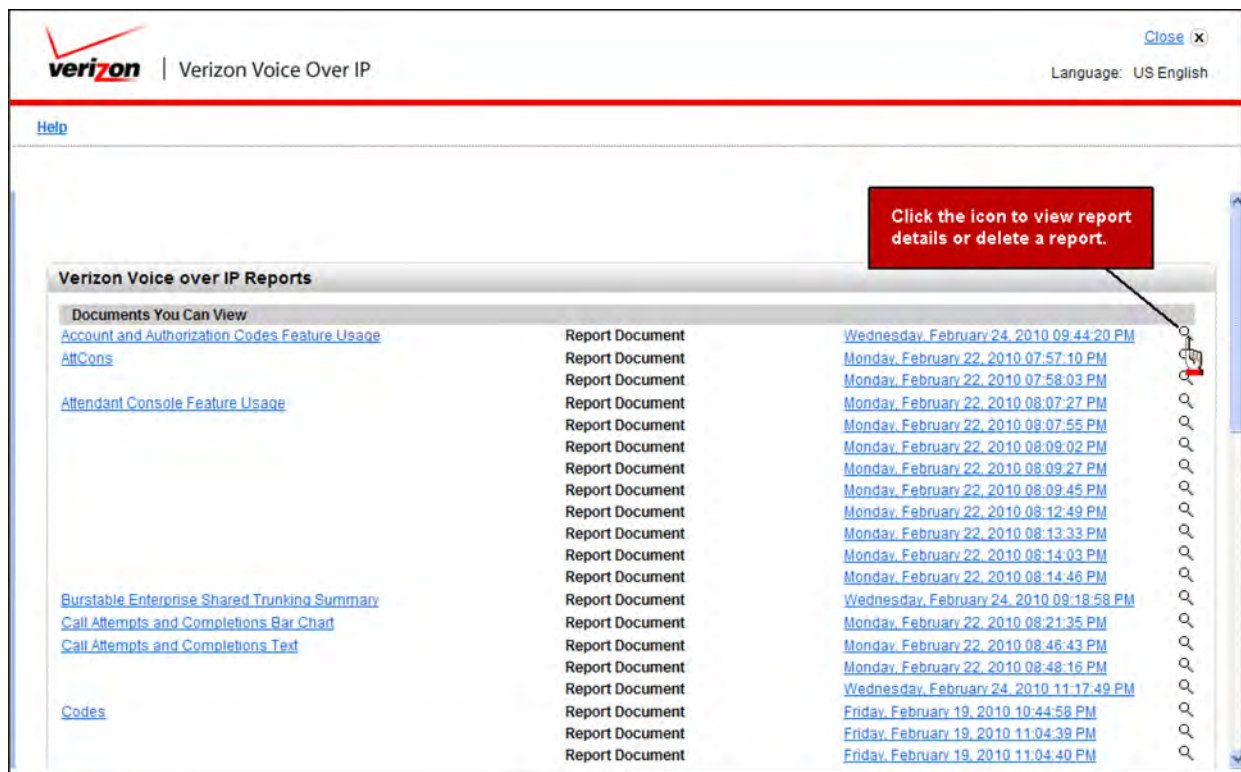 Close x
verizon | Verizon Voice Over IP
Language: US English
Help
Click the icon to view report
details or delete a report.
Verizon Voice over IP Reports
Documents You Can View
Account and Authorization Codes Feature Usage Report Document Wednesday, February 24, 2010 09:44:20 PM
AttCons Report Document Monday, February 22, 2010 07:57:10 PM
Report Document Monday, February 22, 2010 07:58:03 PM
Attendant Console Feature Usage Report Document Monday, February 22, 2010 08:07:27 PM
Report Document Monday, February 22, 2010 08:07:55 PM
Report Document Monday, February 22, 2010 08:09:02 PM
Report Document Monday, February 22, 2010 08:09:27 PM
Report Document Monday, February 22, 2010 08:09:45 PM
Report Document Monday, February 22, 2010 08:12:49 PM
Report Document Monday, February 22, 2010 08:13:33 PM
Report Document Monday, February 22, 2010 08:14:03 PM
Report Document Monday, February 22, 2010 08:14:46 PM
Burstable Enterprise Shared Trunking Summary Report Document Wednesday, February 24, 2010 09:18:58 PM
Call Attempts and Completions Bar Chart Report Document Monday, February 22, 2010 08:21:35 PM
Call Attempts and Completions Text Report Document Monday, February 22, 2010 08:46:43 PM
Report Document Monday, February 22, 2010 08:48:16 PM
Report Document Wednesday, February 24, 2010 11:17:49 PM
Codes Report Document Friday, February 19, 2010 10:44:58 PM
Report Document Friday, February 19, 2010 11:04:39 PM
Report Document Friday, February 19, 2010 11:04:40 PM